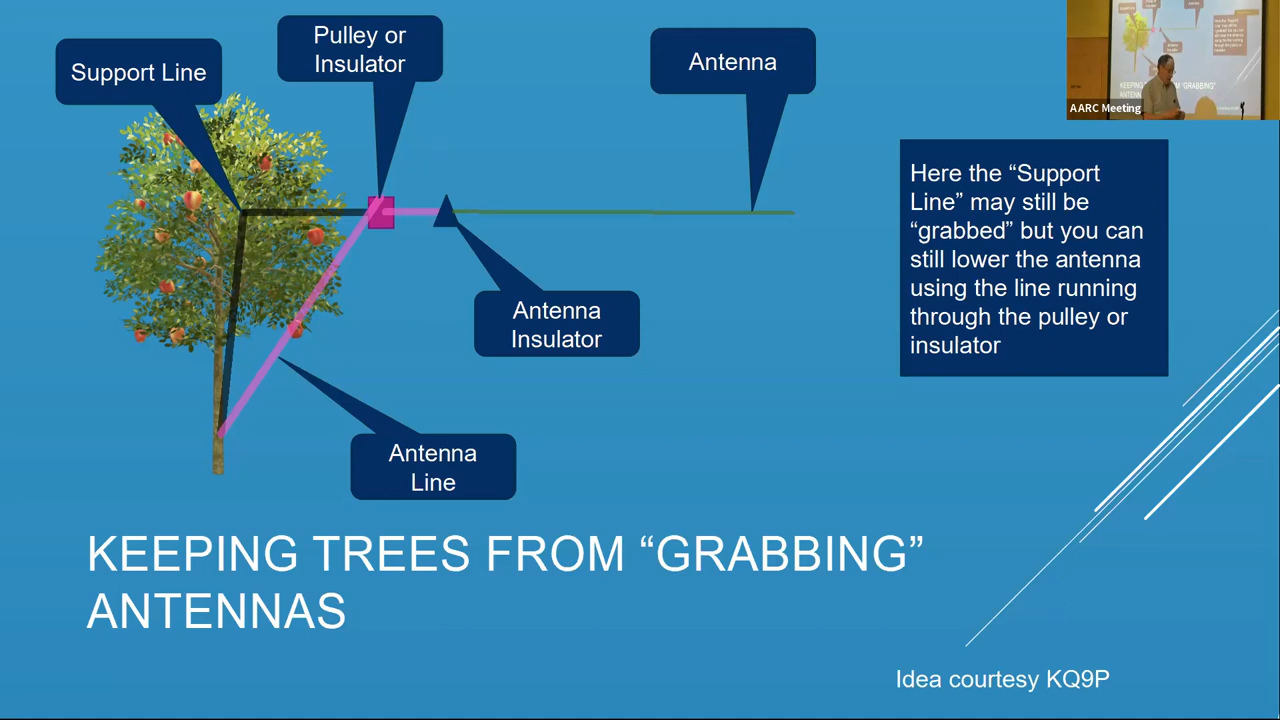 Support Line
Pulley or
Insulator
Antenna
AARC Meeting
Here the “Support
Line” may still be
“grabbed” but you can
still lower the antenna
using the line running
through the pulley or
insulator
Antenna
Insulator
Antenna
Line
KEEPING TREES FROM “GRABBING”
ANTENNAS
Idea courtesy KQ9P